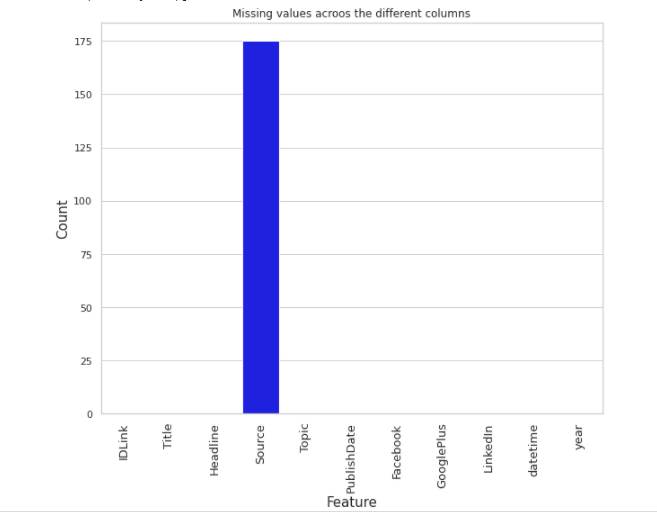 Missing values acroos the different columns
175
150
125
100
75
50
25
0
Count
IDLink
Title
Headline
Source
Topic
PublishDate
Facebook
GooglePlus
LinkedIn
datetime
year
Feature